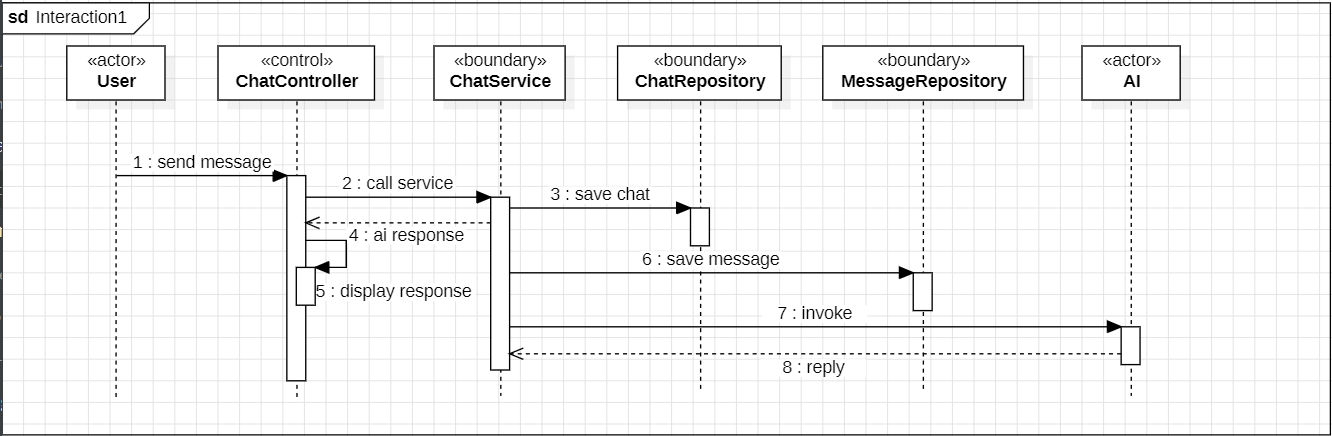 sd Interaction1
«actor»
User
«control»
ChatController
«boundary»
ChatService
«boundary»
ChatRepository
«boundary»
MessageRepository
«actor»
AI
1 : send message
2 : call service
3 : save chat
4 : ai response
6 : save message
5 : display response
7 : invoke
8 : reply